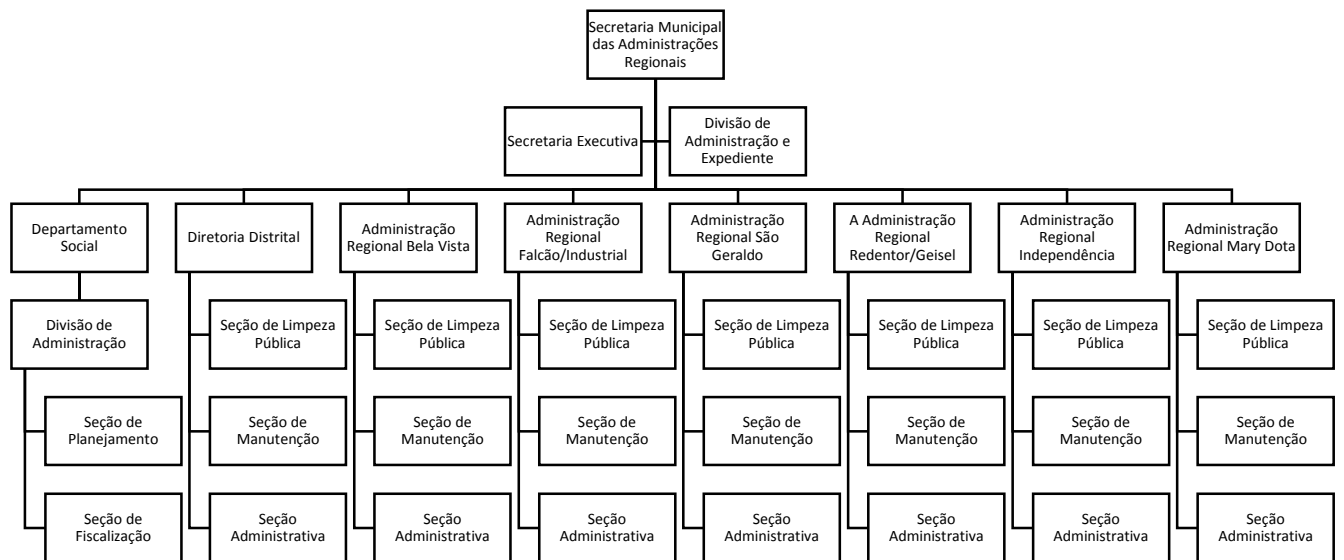 Secretaria Municipal
das Administrações
Regionais
Secretaria Executiva
Divisão de
Administração e
Expediente
Departamento
Social
Diretoria Distrital
Administração
Regional Bela Vista
Administração
Regional
Falcão/Industrial
Administração
Regional São
Geraldo
A Administração
Regional
Redentor/Geisel
Administração
Regional
Independência
Administração
Regional Mary Dota
Divisão de
Administração
Seção de Limpeza
Pública
Seção de Limpeza
Pública
Seção de Limpeza
Pública
Seção de Limpeza
Pública
Seção de Limpeza
Pública
Seção de Limpeza
Pública
Seção de Limpeza
Pública
Seção de
Planejamento
Seção de
Manutenção
Seção de
Manutenção
Seção de
Manutenção
Seção de
Manutenção
Seção de
Manutenção
Seção de
Manutenção
Seção de
Manutenção
Seção de
Fiscalização
Seção
Administrativa
Seção
Administrativa
Seção
Administrativa
Seção
Administrativa
Seção
Administrativa
Seção
Administrativa
Seção
Administrativa